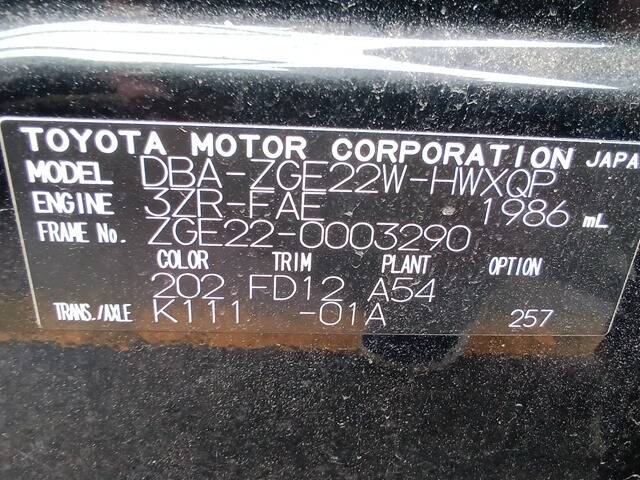 TOYOTA MOTOR CORPORATION JAPA
MODEL DBA-ZGE22W-HWXQP
ENGINE 3ZR-FAE 1986 mL
FRAME No. ZGE22-0003290
COLOR TRIM PLANT OPTION
202 FD12 A54
TRANS./AXLE K111 -01A 257